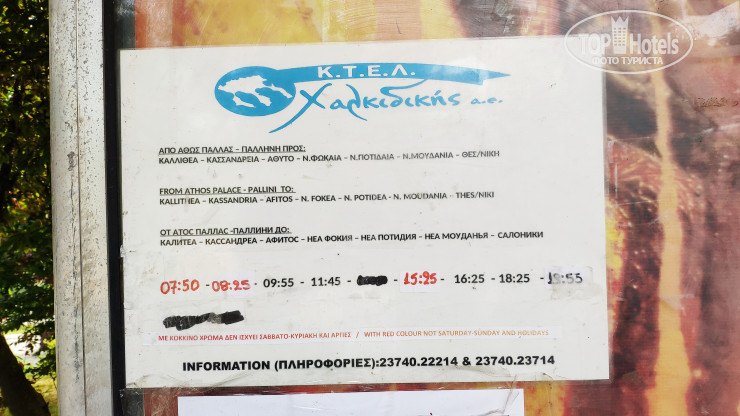 TOP Hotels
ФОТО ТУРИСТА
Κ.Τ.Ε.Λ.
Χαλκιδικής α.ε.
ΑΠΟ ΑΘΩΣ ΠΑΛΛΑΣ – ΠΑΛΛΗΝΗ ΠΡΟΣ:
ΚΑΛΛΙΘΕΑ – ΚΑΣΣΑΝΔΡΕΙΑ – ΑΘΥΤΟ – Ν.ΦΩΚΑΙΑ – Ν.ΠΟΤΙΔΑΙΑ – Ν.ΜΟΥΔΑΝΙΑ – ΘΕΣ/ΝΙΚΗ
FROM ATHOS PALACE - PALLINI TO:
KALLITHEA – KASSANDRIA – AFITOS – N. FOKEA – N. POTIDEA - N. MOUDANIA – THES/NIKI
ОТ АТОС ПАЛЛАС -ПАЛЛИНИ ДО:
КАЛИТЕА – КАССАНДРЕА – АФИТОС – НЕА ФОКИЯ – НЕА ПОТИДИЯ – НЕА МОУДАНЬЯ – САЛОНИКИ
07:50 - 08:25 - 09:55 - 11:45 - - 15:25 - 16:25 - 18:25 - :55
ΜΕ ΚΟΚΚΙΝΟ ΧΡΩΜΑ ΔΕΝ ΙΣΧΥΕΙ ΣΑΒΒΑΤΟ-ΚΥΡΙΑΚΗ ΚΑΙ ΑΡΓΙΕΣ / WITH RED COLOUR NOT SATURDAY-SUNDAY AND HOLIDAYS
INFORMATION (ΠΛΗΡΟΦΟΡΙΕΣ):23740.22214 & 23740.23714